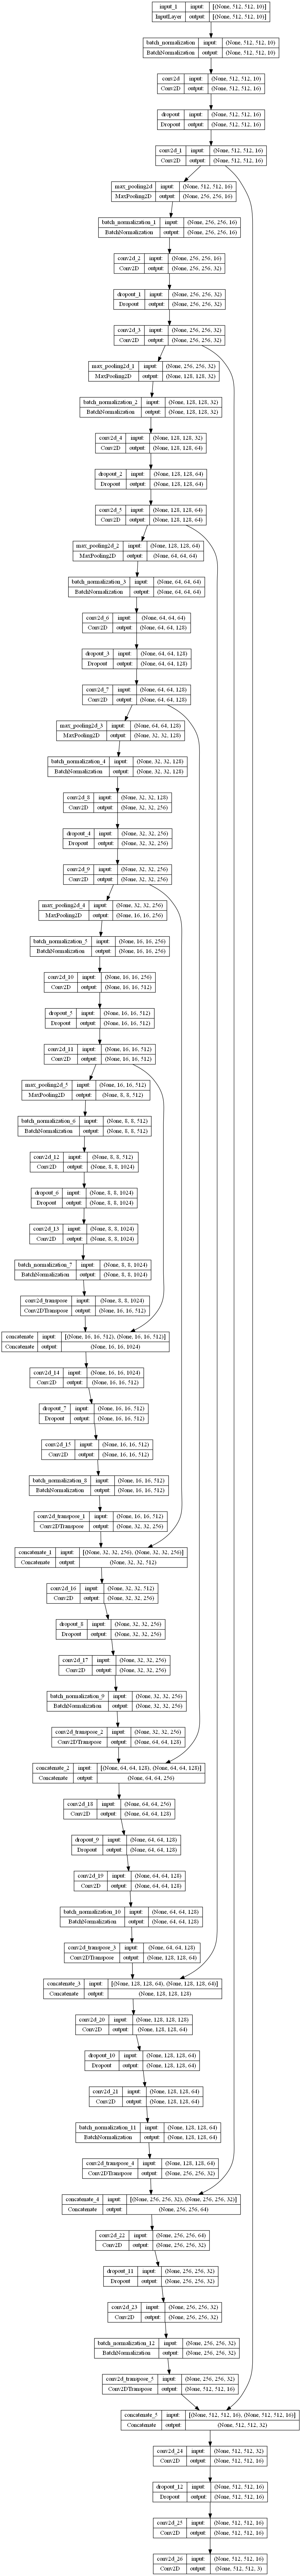 input_1 input: [(None, 512, 512, 10)]
InputLayer output: [(None, 512, 512, 10)]
batch_normalization input: (None, 512, 512, 10)
BatchNormalization output: (None, 512, 512, 10)
conv2d input: (None, 512, 512, 10)
Conv2D output: (None, 512, 512, 16)
dropout input: (None, 512, 512, 16)
Dropout output: (None, 512, 512, 16)
conv2d_1 input: (None, 512, 512, 16)
Conv2D output: (None, 512, 512, 16)
max_pooling2d input: (None, 512, 512, 16)
MaxPooling2D output: (None, 256, 256, 16)
batch_normalization_1 input: (None, 256, 256, 16)
BatchNormalization output: (None, 256, 256, 16)
conv2d_2 input: (None, 256, 256, 16)
Conv2D output: (None, 256, 256, 32)
dropout_1 input: (None, 256, 256, 32)
Dropout output: (None, 256, 256, 32)
conv2d_3 input: (None, 256, 256, 32)
Conv2D output: (None, 256, 256, 32)
max_pooling2d_1 input: (None, 256, 256, 32)
MaxPooling2D output: (None, 128, 128, 32)
batch_normalization_2 input: (None, 128, 128, 32)
BatchNormalization output: (None, 128, 128, 32)
conv2d_4 input: (None, 128, 128, 32)
Conv2D output: (None, 128, 128, 64)
dropout_2 input: (None, 128, 128, 64)
Dropout output: (None, 128, 128, 64)
conv2d_5 input: (None, 128, 128, 64)
Conv2D output: (None, 128, 128, 64)
max_pooling2d_2 input: (None, 128, 128, 64)
MaxPooling2D output: (None, 64, 64, 64)
batch_normalization_3 input: (None, 64, 64, 64)
BatchNormalization output: (None, 64, 64, 64)
conv2d_6 input: (None, 64, 64, 64)
Conv2D output: (None, 64, 64, 128)
dropout_3 input: (None, 64, 64, 128)
Dropout output: (None, 64, 64, 128)
conv2d_7 input: (None, 64, 64, 128)
Conv2D output: (None, 64, 64, 128)
max_pooling2d_3 input: (None, 64, 64, 128)
MaxPooling2D output: (None, 32, 32, 128)
batch_normalization_4 input: (None, 32, 32, 128)
BatchNormalization output: (None, 32, 32, 128)
conv2d_8 input: (None, 32, 32, 128)
Conv2D output: (None, 32, 32, 256)
dropout_4 input: (None, 32, 32, 256)
Dropout output: (None, 32, 32, 256)
conv2d_9 input: (None, 32, 32, 256)
Conv2D output: (None, 32, 32, 256)
max_pooling2d_4 input: (None, 32, 32, 256)
MaxPooling2D output: (None, 16, 16, 256)
batch_normalization_5 input: (None, 16, 16, 256)
BatchNormalization output: (None, 16, 16, 256)
conv2d_10 input: (None, 16, 16, 256)
Conv2D output: (None, 16, 16, 512)
dropout_5 input: (None, 16, 16, 512)
Dropout output: (None, 16, 16, 512)
conv2d_11 input: (None, 16, 16, 512)
Conv2D output: (None, 16, 16, 512)
max_pooling2d_5 input: (None, 16, 16, 512)
MaxPooling2D output: (None, 8, 8, 512)
batch_normalization_6 input: (None, 8, 8, 512)
BatchNormalization output: (None, 8, 8, 512)
conv2d_12 input: (None, 8, 8, 512)
Conv2D output: (None, 8, 8, 1024)
dropout_6 input: (None, 8, 8, 1024)
Dropout output: (None, 8, 8, 1024)
conv2d_13 input: (None, 8, 8, 1024)
Conv2D output: (None, 8, 8, 1024)
batch_normalization_7 input: (None, 8, 8, 1024)
BatchNormalization output: (None, 8, 8, 1024)
conv2d_transpose input: (None, 8, 8, 1024)
Conv2DTranspose output: (None, 16, 16, 512)
concatenate input: [(None, 16, 16, 512), (None, 16, 16, 512)]
Concatenate output: (None, 16, 16, 1024)
conv2d_14 input: (None, 16, 16, 1024)
Conv2D output: (None, 16, 16, 512)
dropout_7 input: (None, 16, 16, 512)
Dropout output: (None, 16, 16, 512)
conv2d_15 input: (None, 16, 16, 512)
Conv2D output: (None, 16, 16, 512)
batch_normalization_8 input: (None, 16, 16, 512)
BatchNormalization output: (None, 16, 16, 512)
conv2d_transpose_1 input: (None, 16, 16, 512)
Conv2DTranspose output: (None, 32, 32, 256)
concatenate_1 input: [(None, 32, 32, 256), (None, 32, 32, 256)]
Concatenate output: (None, 32, 32, 512)
conv2d_16 input: (None, 32, 32, 512)
Conv2D output: (None, 32, 32, 256)
dropout_8 input: (None, 32, 32, 256)
Dropout output: (None, 32, 32, 256)
conv2d_17 input: (None, 32, 32, 256)
Conv2D output: (None, 32, 32, 256)
batch_normalization_9 input: (None, 32, 32, 256)
BatchNormalization output: (None, 32, 32, 256)
conv2d_transpose_2 input: (None, 32, 32, 256)
Conv2DTranspose output: (None, 64, 64, 128)
concatenate_2 input: [(None, 64, 64, 128), (None, 64, 64, 128)]
Concatenate output: (None, 64, 64, 256)
conv2d_18 input: (None, 64, 64, 256)
Conv2D output: (None, 64, 64, 128)
dropout_9 input: (None, 64, 64, 128)
Dropout output: (None, 64, 64, 128)
conv2d_19 input: (None, 64, 64, 128)
Conv2D output: (None, 64, 64, 128)
batch_normalization_10 input: (None, 64, 64, 128)
BatchNormalization output: (None, 64, 64, 128)
conv2d_transpose_3 input: (None, 64, 64, 128)
Conv2DTranspose output: (None, 128, 128, 64)
concatenate_3 input: [(None, 128, 128, 64), (None, 128, 128, 64)]
Concatenate output: (None, 128, 128, 128)
conv2d_20 input: (None, 128, 128, 128)
Conv2D output: (None, 128, 128, 64)
dropout_10 input: (None, 128, 128, 64)
Dropout output: (None, 128, 128, 64)
conv2d_21 input: (None, 128, 128, 64)
Conv2D output: (None, 128, 128, 64)
batch_normalization_11 input: (None, 128, 128, 64)
BatchNormalization output: (None, 128, 128, 64)
conv2d_transpose_4 input: (None, 128, 128, 64)
Conv2DTranspose output: (None, 256, 256, 32)
concatenate_4 input: [(None, 256, 256, 32), (None, 256, 256, 32)]
Concatenate output: (None, 256, 256, 64)
conv2d_22 input: (None, 256, 256, 64)
Conv2D output: (None, 256, 256, 32)
dropout_11 input: (None, 256, 256, 32)
Dropout output: (None, 256, 256, 32)
conv2d_23 input: (None, 256, 256, 32)
Conv2D output: (None, 256, 256, 32)
batch_normalization_12 input: (None, 256, 256, 32)
BatchNormalization output: (None, 256, 256, 32)
conv2d_transpose_5 input: (None, 256, 256, 32)
Conv2DTranspose output: (None, 512, 512, 16)
concatenate_5 input: [(None, 512, 512, 16), (None, 512, 512, 16)]
Concatenate output: (None, 512, 512, 32)
conv2d_24 input: (None, 512, 512, 32)
Conv2D output: (None, 512, 512, 16)
dropout_12 input: (None, 512, 512, 16)
Dropout output: (None, 512, 512, 16)
conv2d_25 input: (None, 512, 512, 16)
Conv2D output: (None, 512, 512, 16)
conv2d_26 input: (None, 512, 512, 16)
Conv2D output: (None, 512, 512, 3)